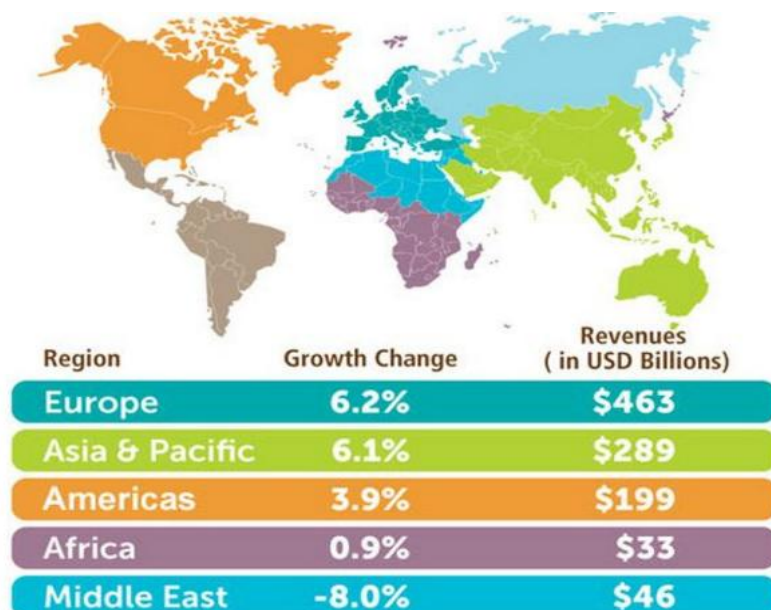 Region Growth Change Revenues
( in USD Billions)
Europe 6.2% $463
Asia & Pacific 6.1% $289
Americas 3.9% $199
Africa 0.9% $33
Middle East -8.0% $46